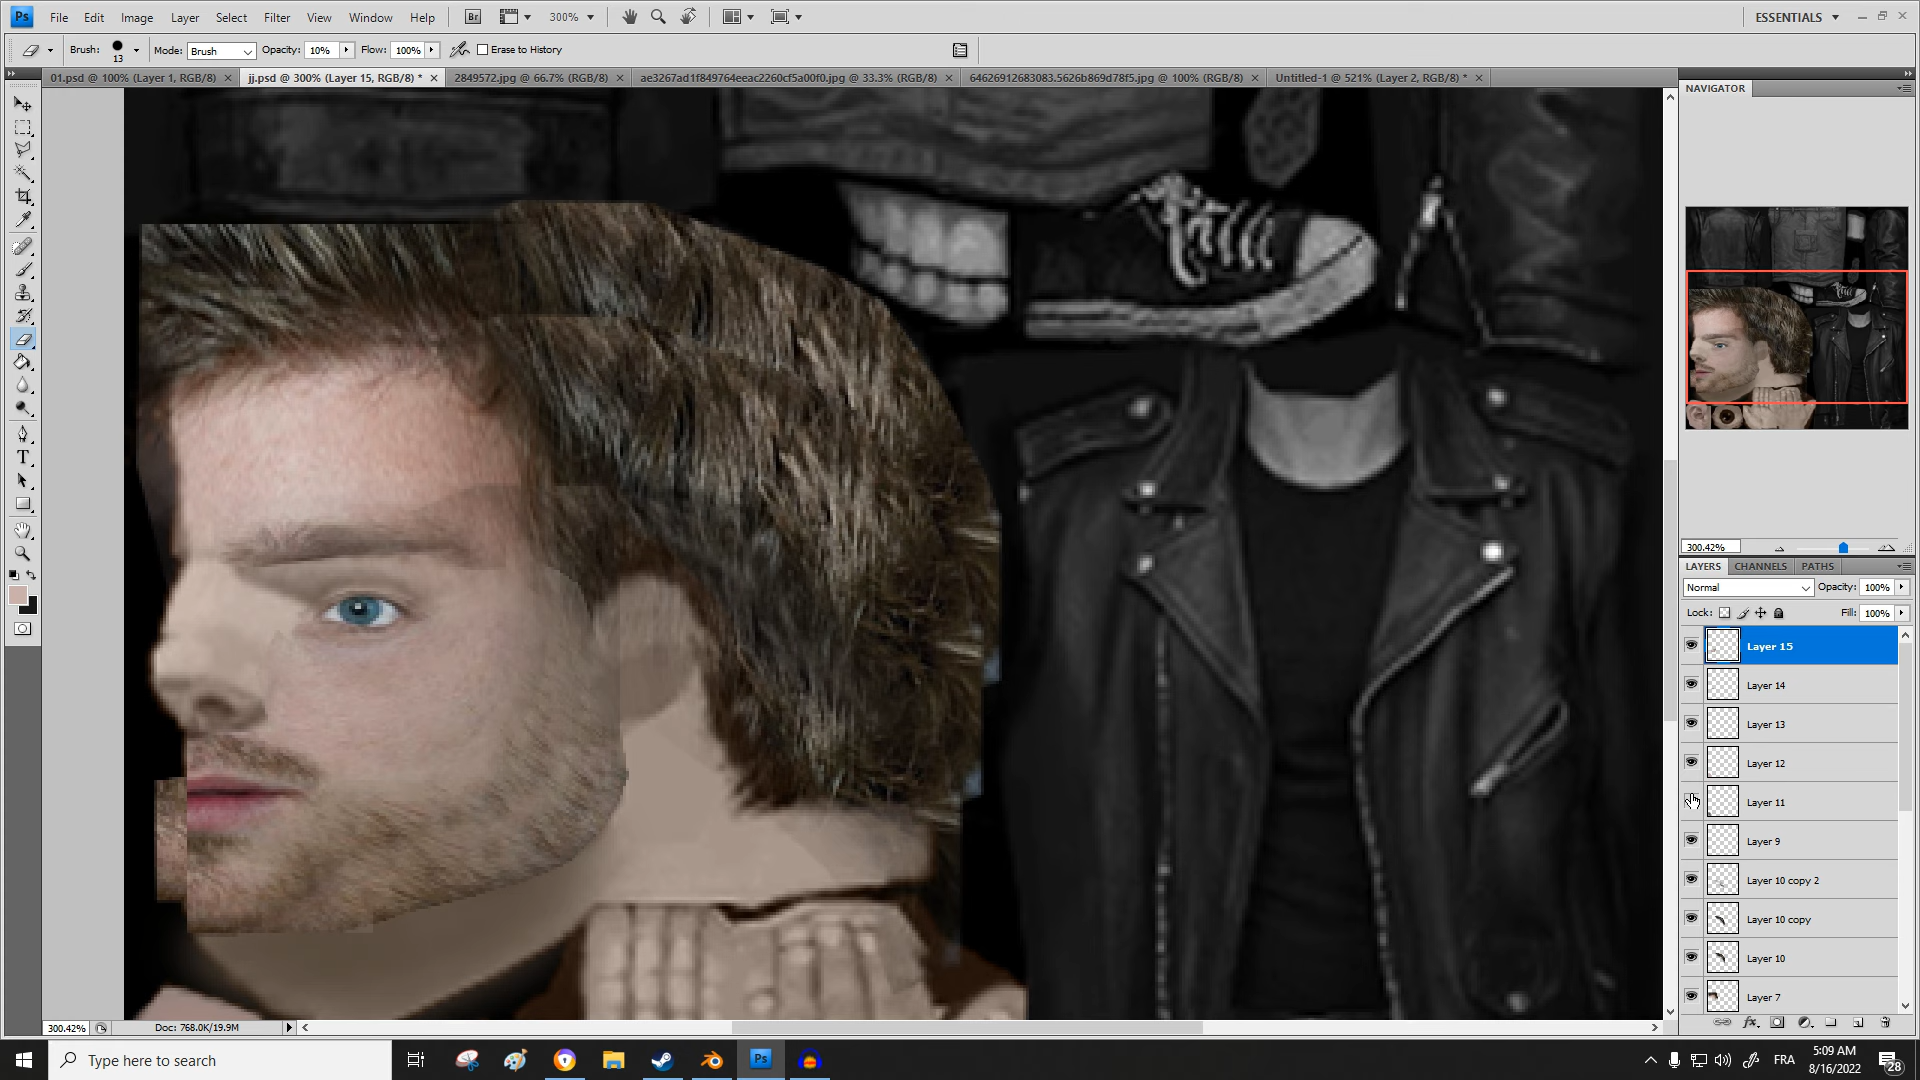 Ps File Edit Image Layer Select Filter View Window Help Br 300% ESSENTIALS
Brush: 13 Mode: Brush Opacity: 10% Flow: 100% Erase to History
01.psd @ 100% (Layer 1, RGB/8) jj.psd @ 300% (Layer 15, RGB/8) * 2849572.jpg @ 66.7% (RGB/8) ae3267ad1f849764eeac2260cf5a00f0.jpg @ 33.3% (RGB/8) 64626912683083.5626b869d78f5.jpg @ 100% (RGB/8) Untitled-1 @ 521% (Layer 2, RGB/8) *
NAVIGATOR
300.42%
LAYERS CHANNELS PATHS
Normal Opacity: 100%
Lock: Fill: 100%
Layer 15
Layer 14
Layer 13
Layer 12
Layer 11
Layer 9
Layer 10 copy 2
Layer 10 copy
Layer 10
Layer 7
300.42% Doc: 768.0K/19.9M
Type here to search
Ps
FRA
5:09 AM
8/16/2022
28